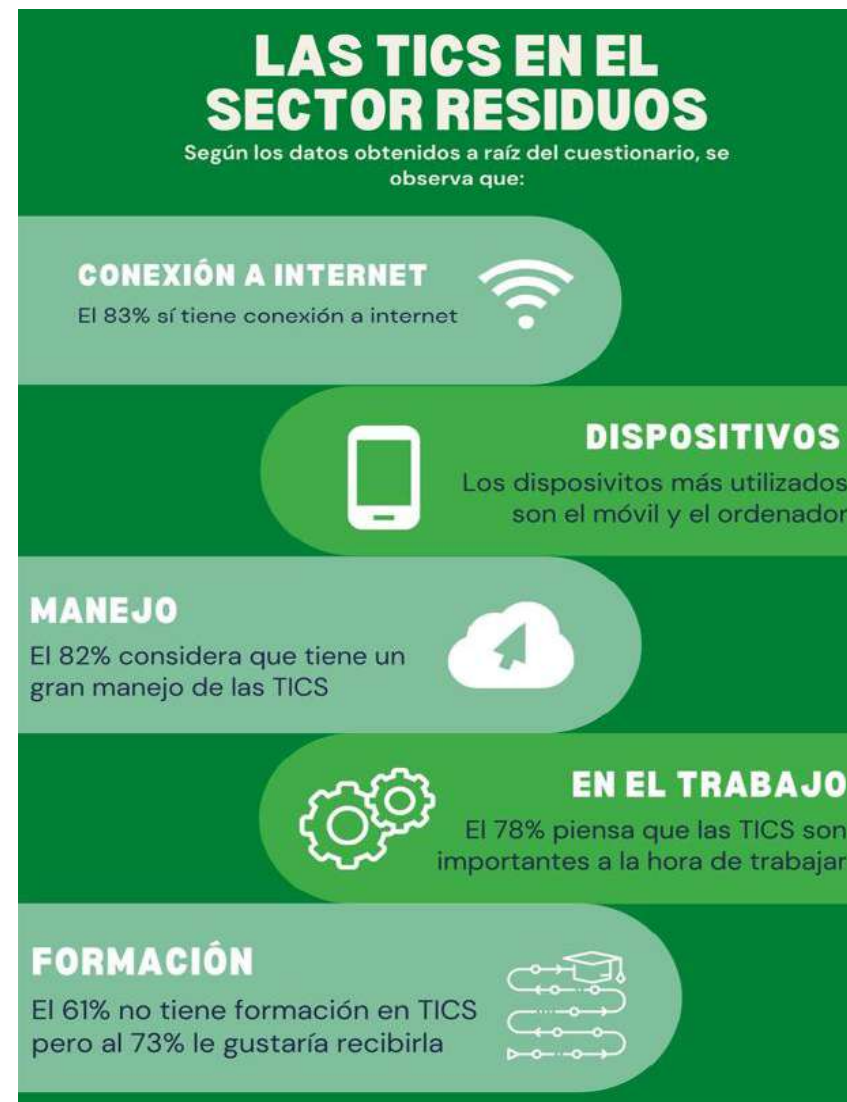 LAS TICS EN EL
SECTOR RESIDUOS
Según los datos obtenidos a raíz del cuestionario, se
observa que:
CONEXIÓN A INTERNET
El 83% sí tiene conexión a internet
DISPOSITIVOS
Los disposivitos más utilizados
son el móvil y el ordenador
MANEJO
El 82% considera que tiene un
gran manejo de las TICS
EN EL TRABAJO
El 78% piensa que las TICS son
importantes a la hora de trabajar
FORMACIÓN
El 61% no tiene formación en TICS
pero al 73% le gustaría recibirla